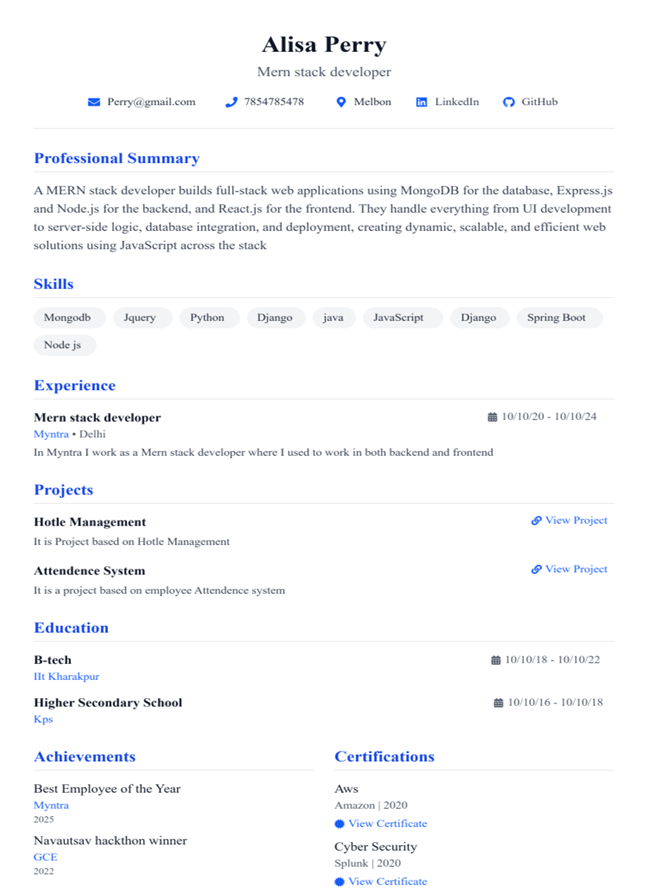 Alisa Perry
Mern stack developer
Perry@gmail.com 7854785478 Melbon LinkedIn GitHub
Professional Summary
A MERN stack developer builds full-stack web applications using MongoDB for the database, Express.js
and Node.js for the backend, and React.js for the frontend. They handle everything from UI development
to server-side logic, database integration, and deployment, creating dynamic, scalable, and efficient web
solutions using JavaScript across the stack
Skills
Mongodb Jquery Python Django java JavaScript Django Spring Boot
Node js
Experience
Mern stack developer 10/10/20 - 10/10/24
Myntra • Delhi
In Myntra I work as a Mern stack developer where I used to work in both backend and frontend
Projects
Hotle Management View Project
It is Project based on Hotle Management
Attendence System View Project
It is a project based on employee Attendence system
Education
B-tech 10/10/18 - 10/10/22
IIt Kharakpur
Higher Secondary School 10/10/16 - 10/10/18
Kps
Achievements
Best Employee of the Year
Myntra
2025
Navautsav hackthon winner
GCE
2022
Certifications
Aws
Amazon | 2020
View Certificate
Cyber Security
Splunk | 2020
View Certificate